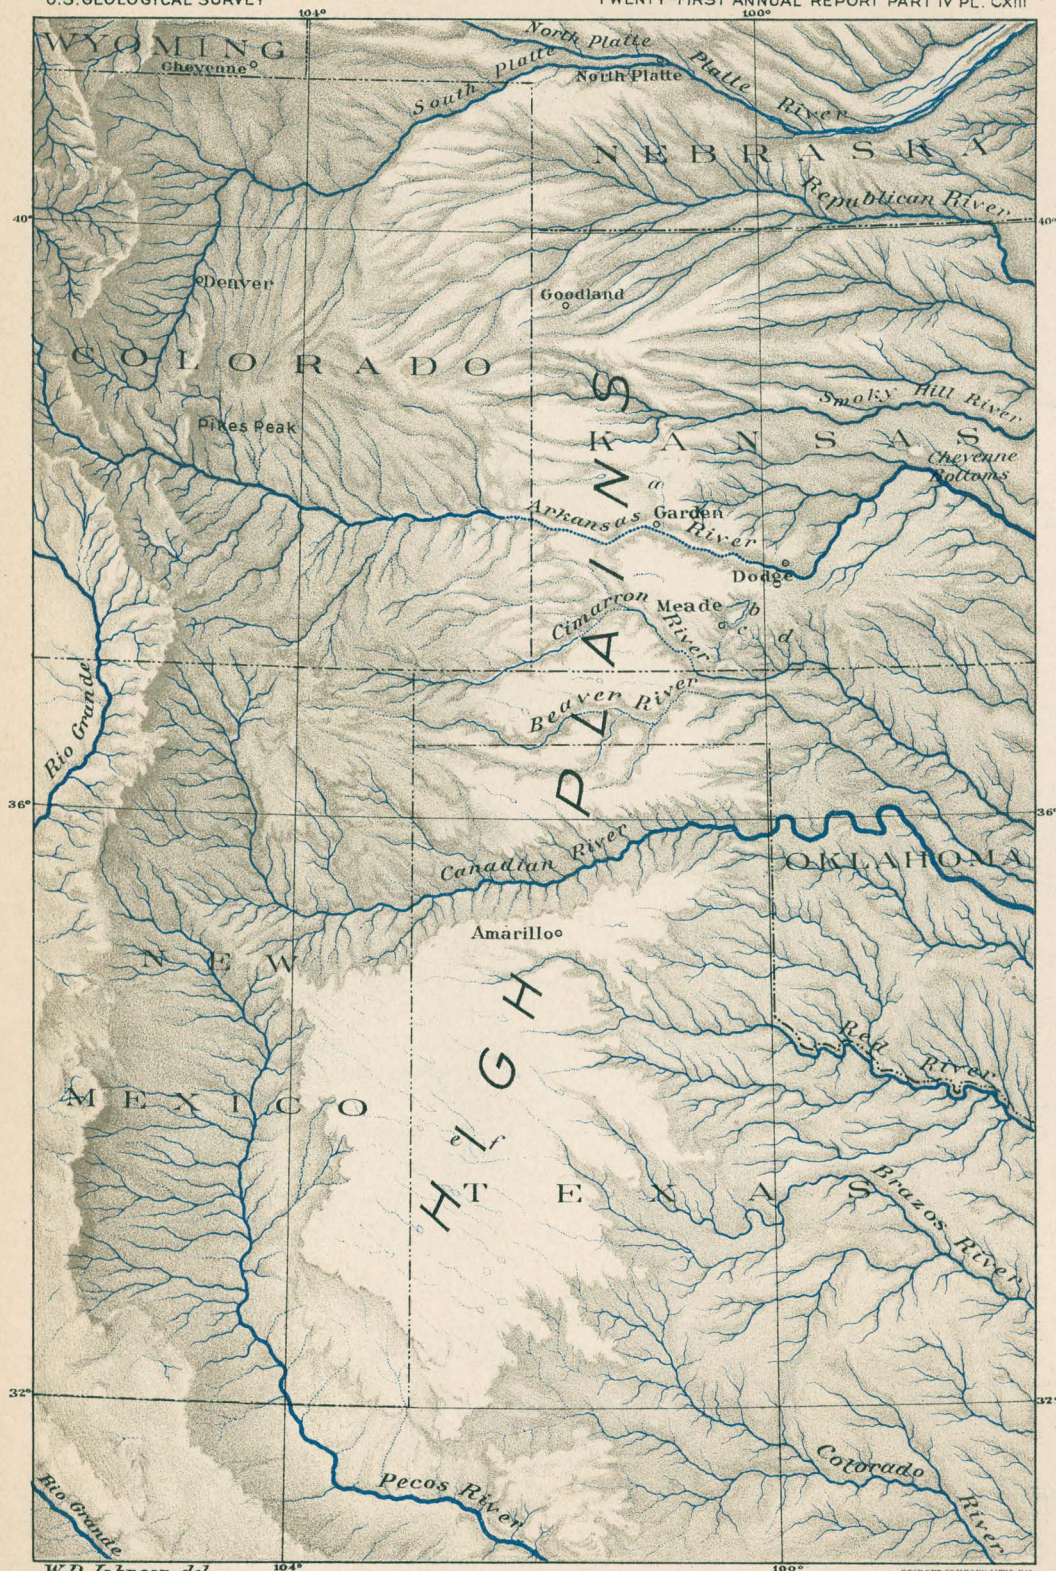 U.S. GEOLOGICAL SURVEY
TWENTY-FIRST ANNUAL REPORT PART IV PL. CXIII
104°
100°
WYOMING
Cheyenne
North Platte
South Platte
North Platte
Platte River
NEBRASKA
Republican River
40°
40°
Denver
Goodland
COLORADO
Smoky Hill River
Pikes Peak
KANSAS
Cheyenne
Bottoms
a
Arkansas River
Garden
Dodge
Cimarron River
Meade
b
c
d
Beaver River
Rio Grande
HIGH PLAINS
36°
36°
Canadian River
OKLAHOMA
Amarillo
NEW
MEXICO
Red River
e
f
TEXAS
Brazos River
32°
32°
Colorado River
Pecos River
Rio Grande
104°
100°
W.D. Johnson, del.